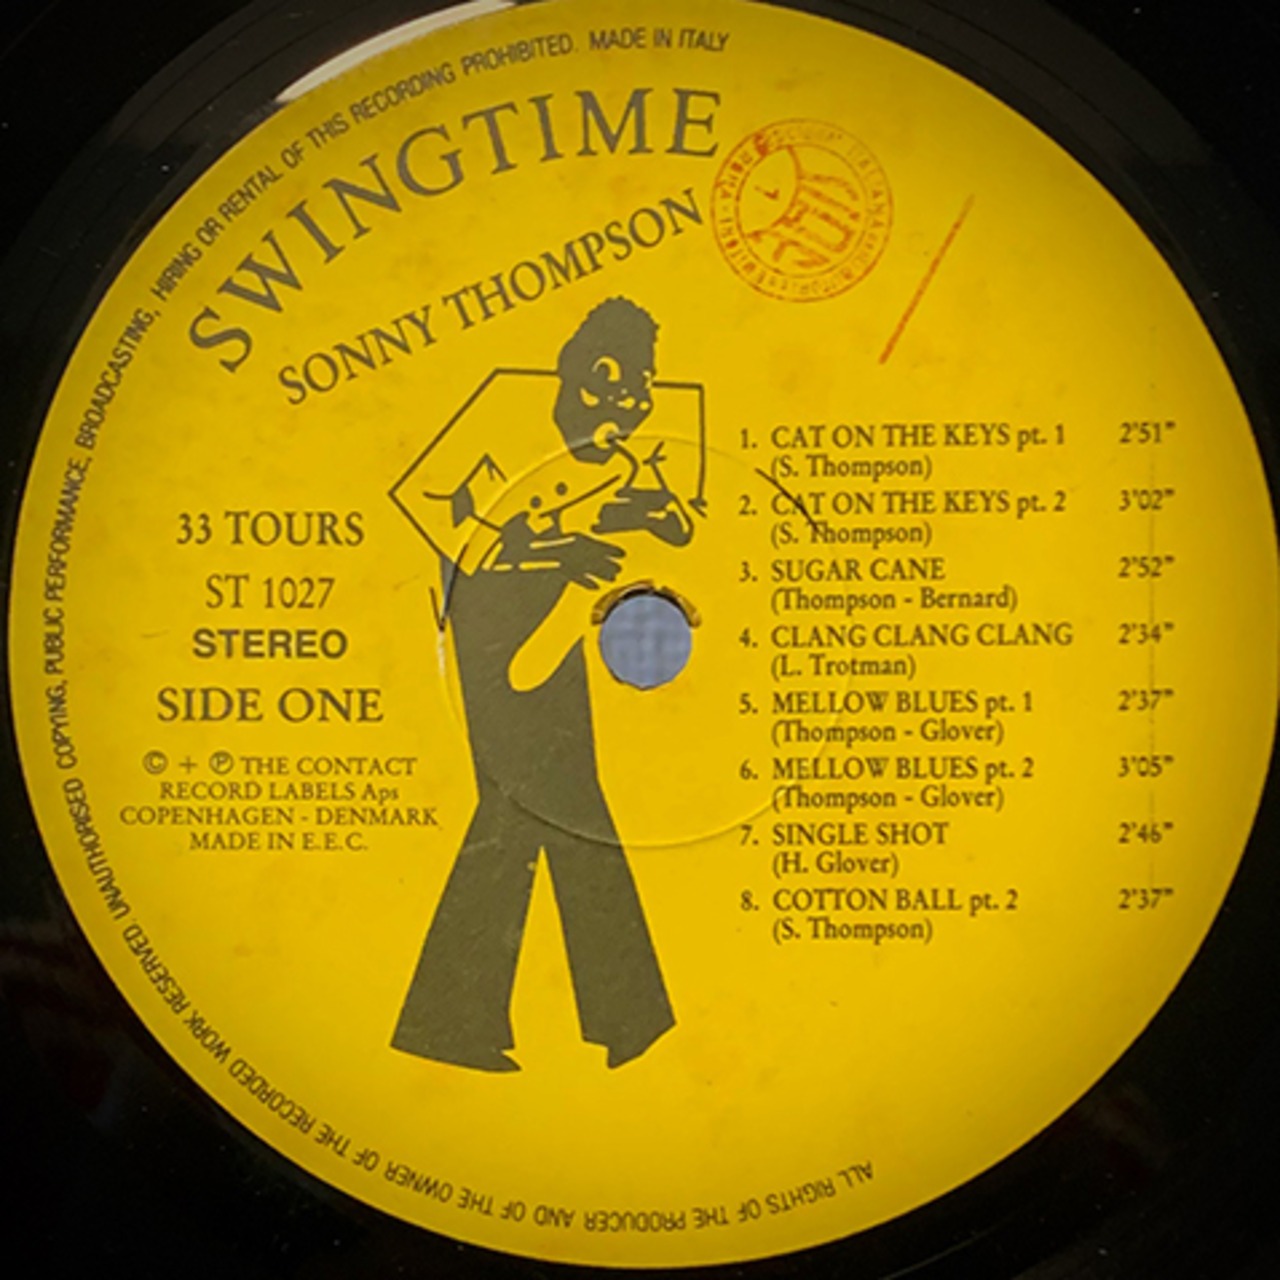 ALL RIGHTS OF THE PRODUCER AND OF THE OWNER OF THE RECORDED WORK RESERVED. UNAUTHORISED COPYING, PUBLIC PERFORMANCE, BROADCASTING, HIRING OR RENTAL OF THIS RECORDING PROHIBITED. MADE IN ITALY
SWINGTIME
SONNY THOMPSON
33 TOURS
ST 1027
STEREO
SIDE ONE
© + ℗ THE CONTACT
RECORD LABELS Aps
COPENHAGEN - DENMARK
MADE IN E.E.C.
1. CAT ON THE KEYS pt. 1 2'51"
(S. Thompson)
2. CAT ON THE KEYS pt. 2 3'02"
(S. Thompson)
3. SUGAR CANE 2'52"
(Thompson - Bernard)
4. CLANG CLANG CLANG 2'34"
(L. Trotman)
5. MELLOW BLUES pt. 1 2'37"
(Thompson - Glover)
6. MELLOW BLUES pt. 2 3'05"
(Thompson - Glover)
7. SINGLE SHOT 2'46"
(H. Glover)
8. COTTON BALL pt. 2 2'37"
(S. Thompson)